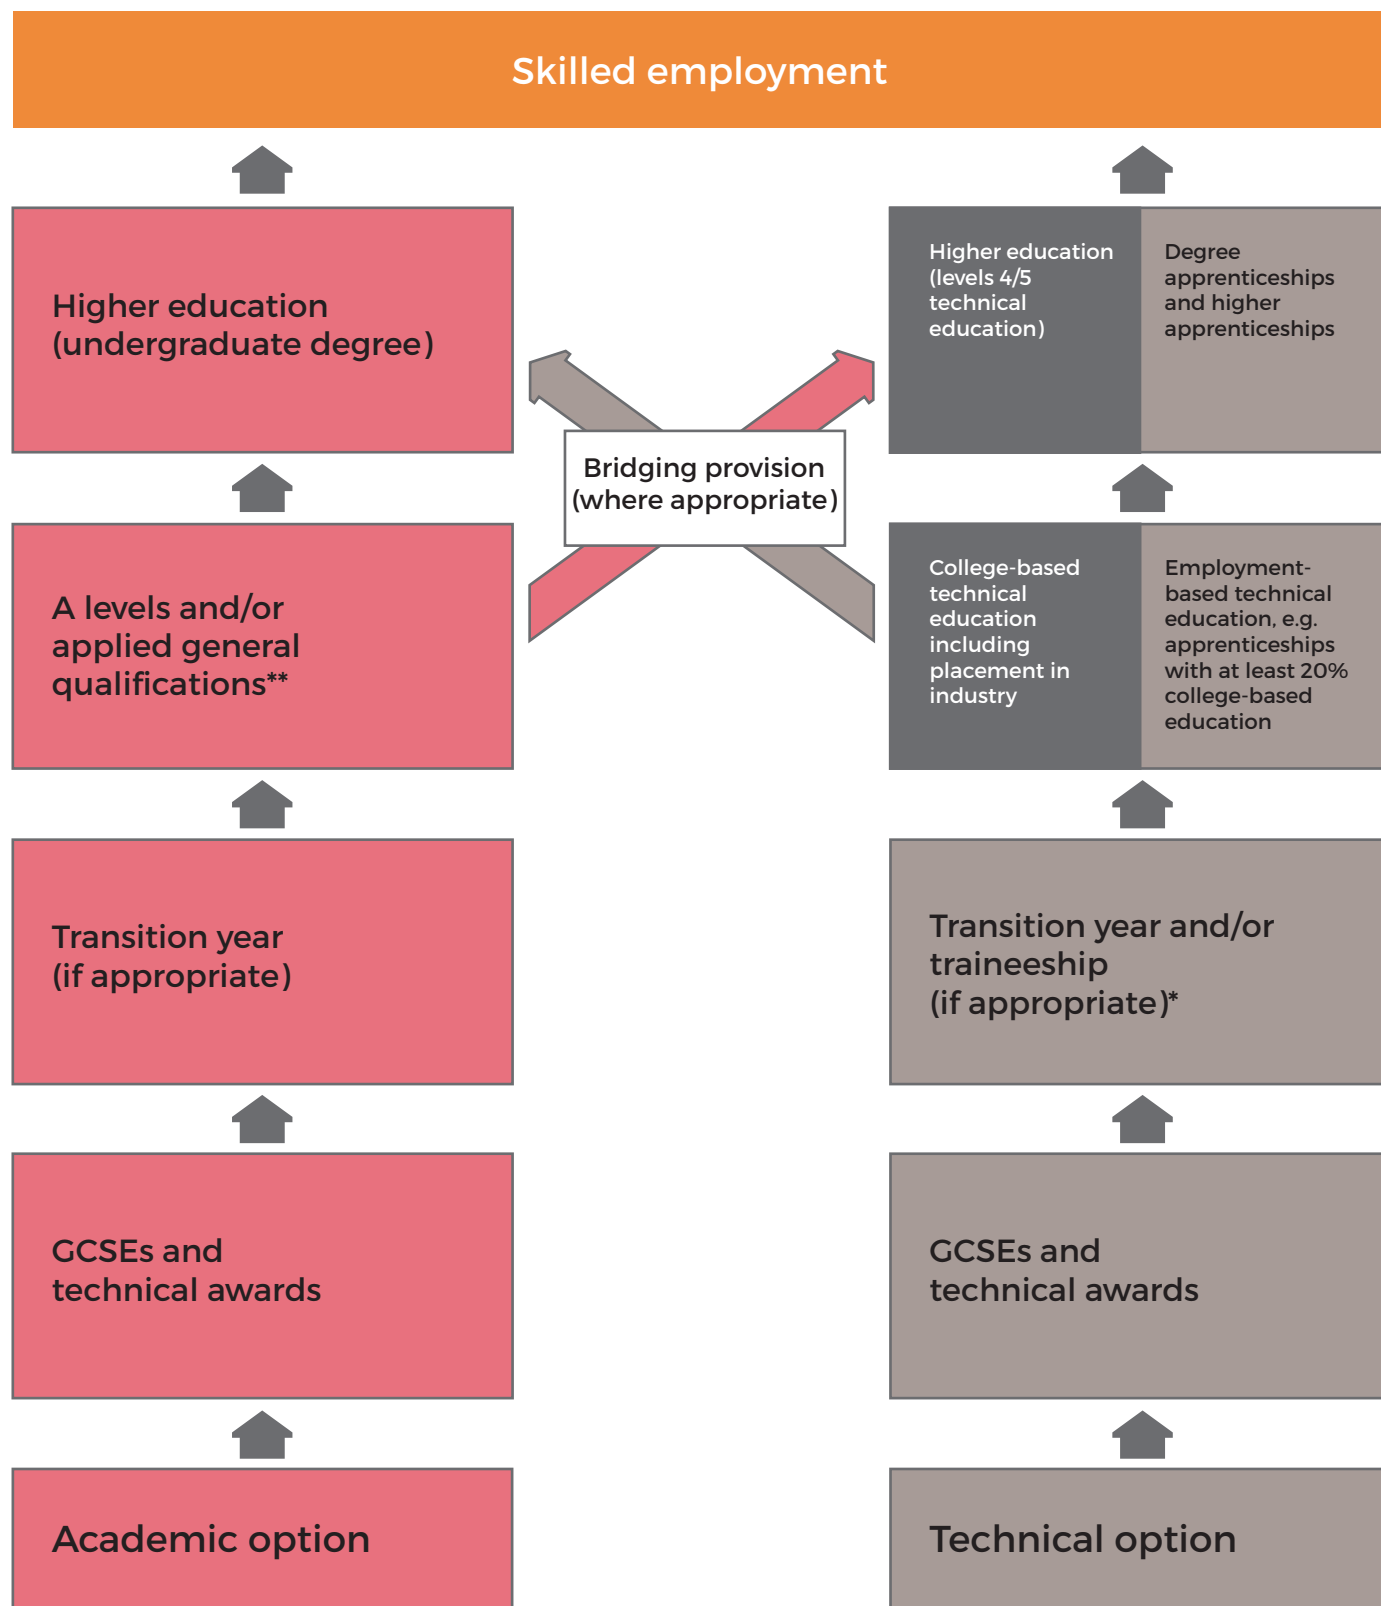 Skilled employment
Higher education
(undergraduate degree)
Higher education
(levels 4/5
technical
education)
Degree
apprenticeships
and higher
apprenticeships
Bridging provision
(where appropriate)
A levels and/or
applied general
qualifications**
College-based
technical
education
including
placement in
industry
Employment-
based technical
education, e.g.
apprenticeships
with at least 20%
college-based
education
Transition year
(if appropriate)
Transition year and/or
traineeship
(if appropriate)*
GCSEs and
technical awards
GCSEs and
technical awards
Academic option
Technical option